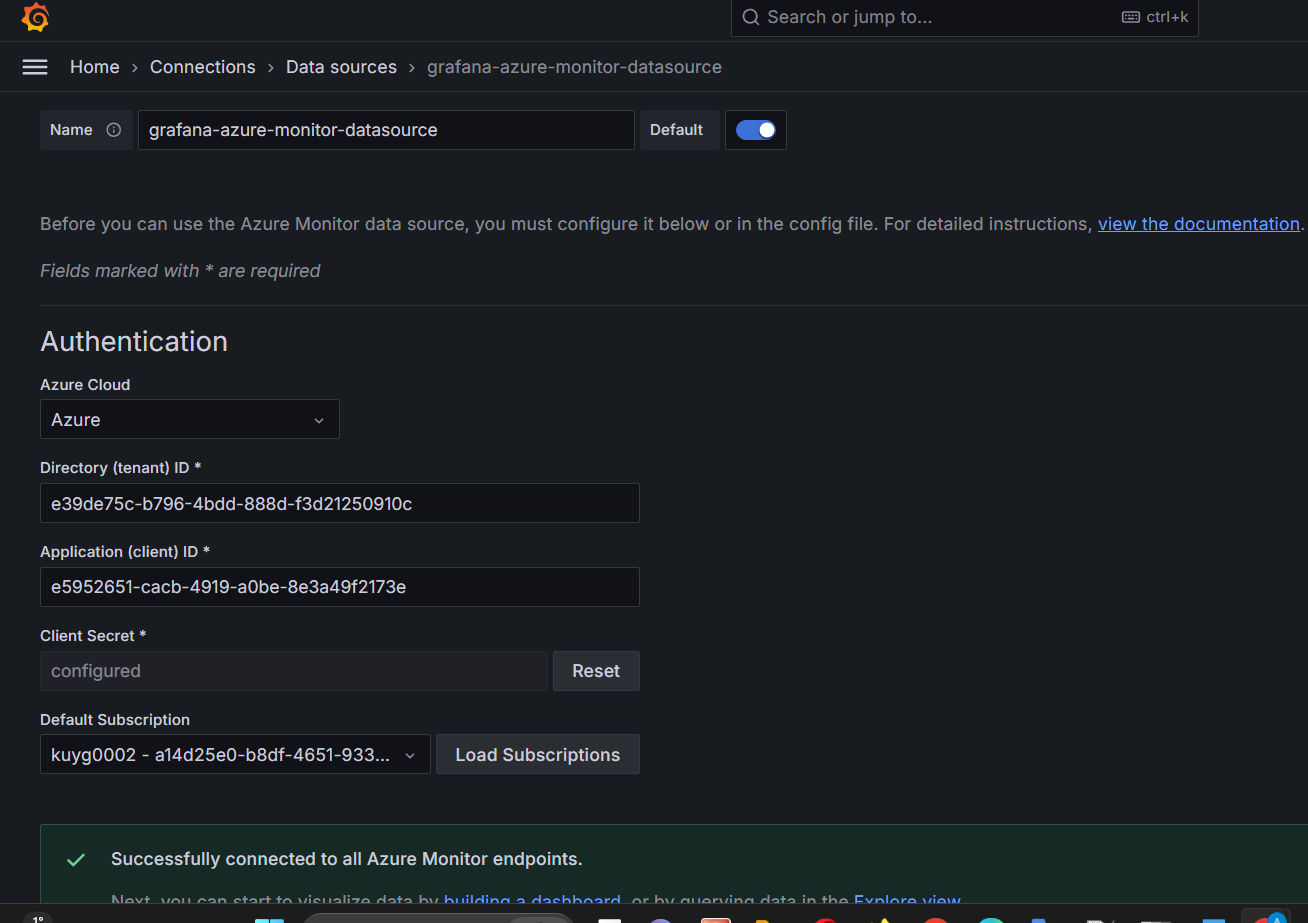 Search or jump to... ctrl+k
Home › Connections › Data sources › grafana-azure-monitor-datasource
Name grafana-azure-monitor-datasource Default
Before you can use the Azure Monitor data source, you must configure it below or in the config file. For detailed instructions, view the documentation.
Fields marked with * are required
Authentication
Azure Cloud
Azure
Directory (tenant) ID *
e39de75c-b796-4bdd-888d-f3d21250910c
Application (client) ID *
e5952651-cacb-4919-a0be-8e3a49f2173e
Client Secret *
configured Reset
Default Subscription
kuyg0002 - a14d25e0-b8df-4651-933... Load Subscriptions
Successfully connected to all Azure Monitor endpoints.
Next, you can start to visualize data by building a dashboard, or by querying data in the Explore view.
1°